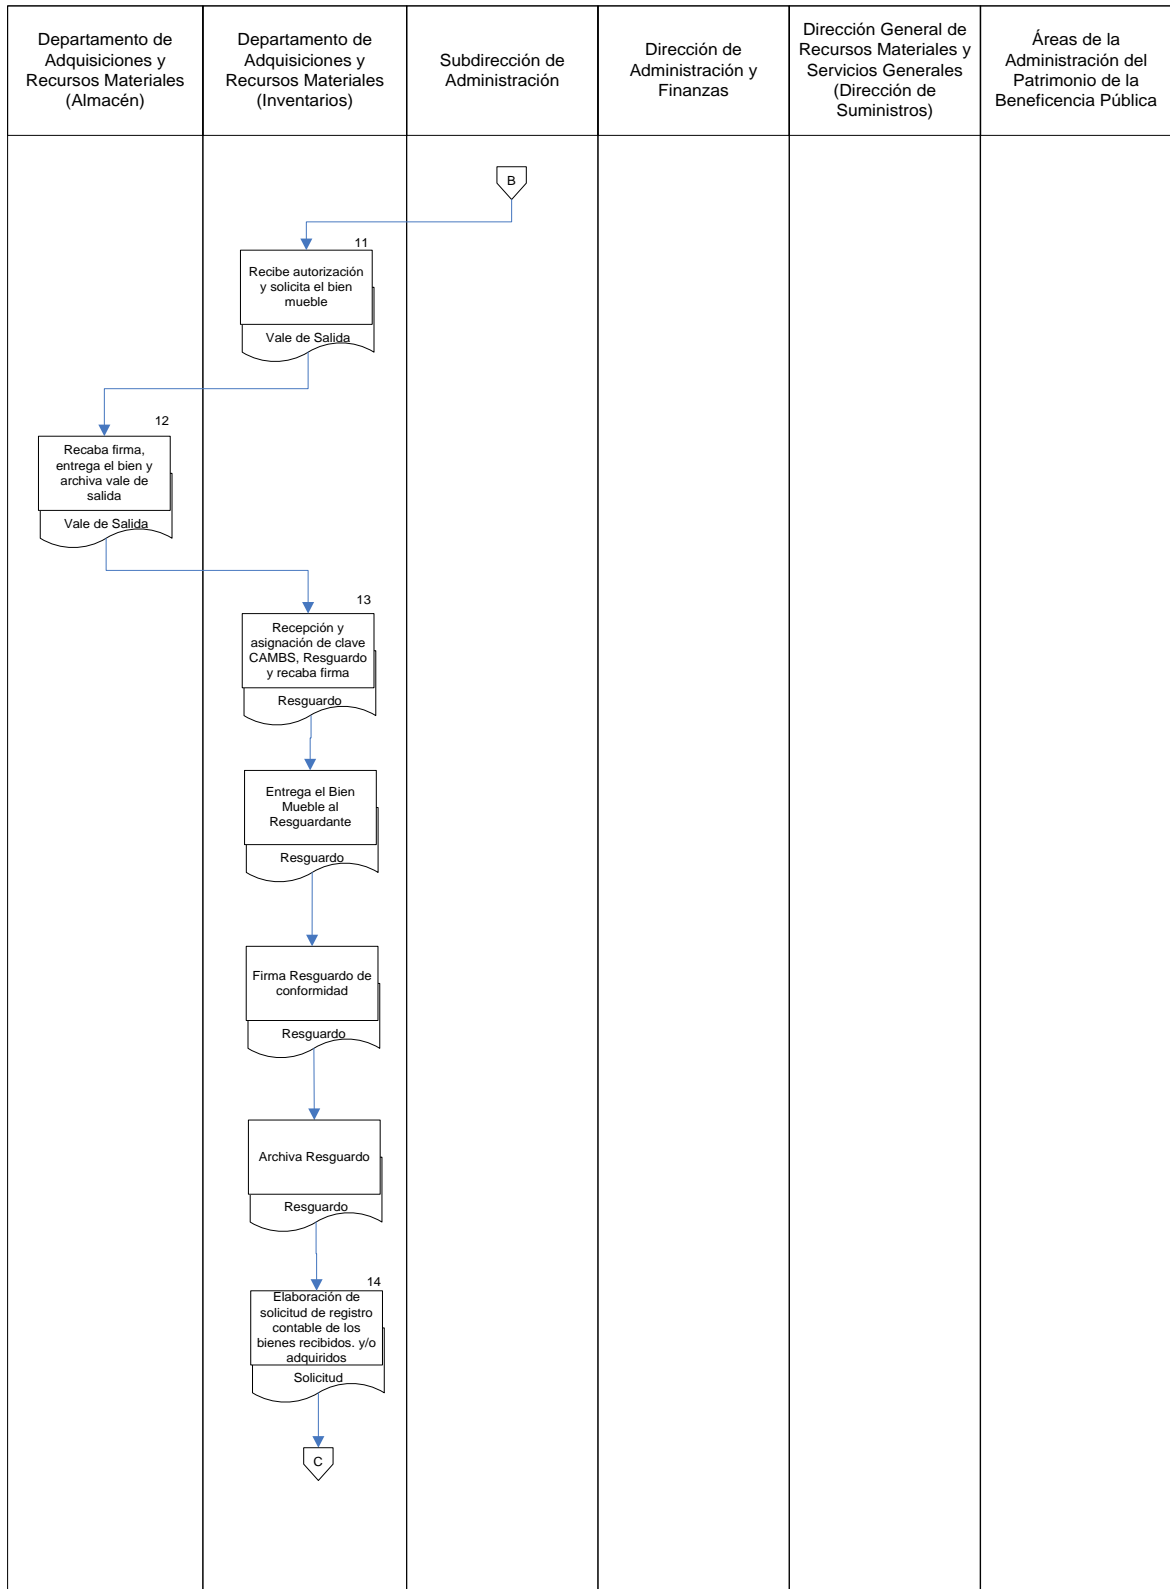 Departamento de
Adquisiciones y
Recursos Materiales
(Almacén)
Departamento de
Adquisiciones y
Recursos Materiales
(Inventarios)
Subdirección de
Administración
Dirección de
Administración y
Finanzas
Dirección General de
Recursos Materiales y
Servicios Generales
(Dirección de
Suministros)
Áreas de la
Administración del
Patrimonio de la
Beneficencia Pública
B
11
Recibe autorización
y solicita el bien
mueble
Vale de Salida
12
Recaba firma,
entrega el bien y
archiva vale de
salida
Vale de Salida
13
Recepción y
asignación de clave
CAMBS, Resguardo
y recaba firma
Resguardo
Entrega el Bien
Mueble al
Resguardante
Resguardo
Firma Resguardo de
conformidad
Resguardo
Archiva Resguardo
Resguardo
14
Elaboración de
solicitud de registro
contable de los
bienes recibidos. y/o
adquiridos
Solicitud
C